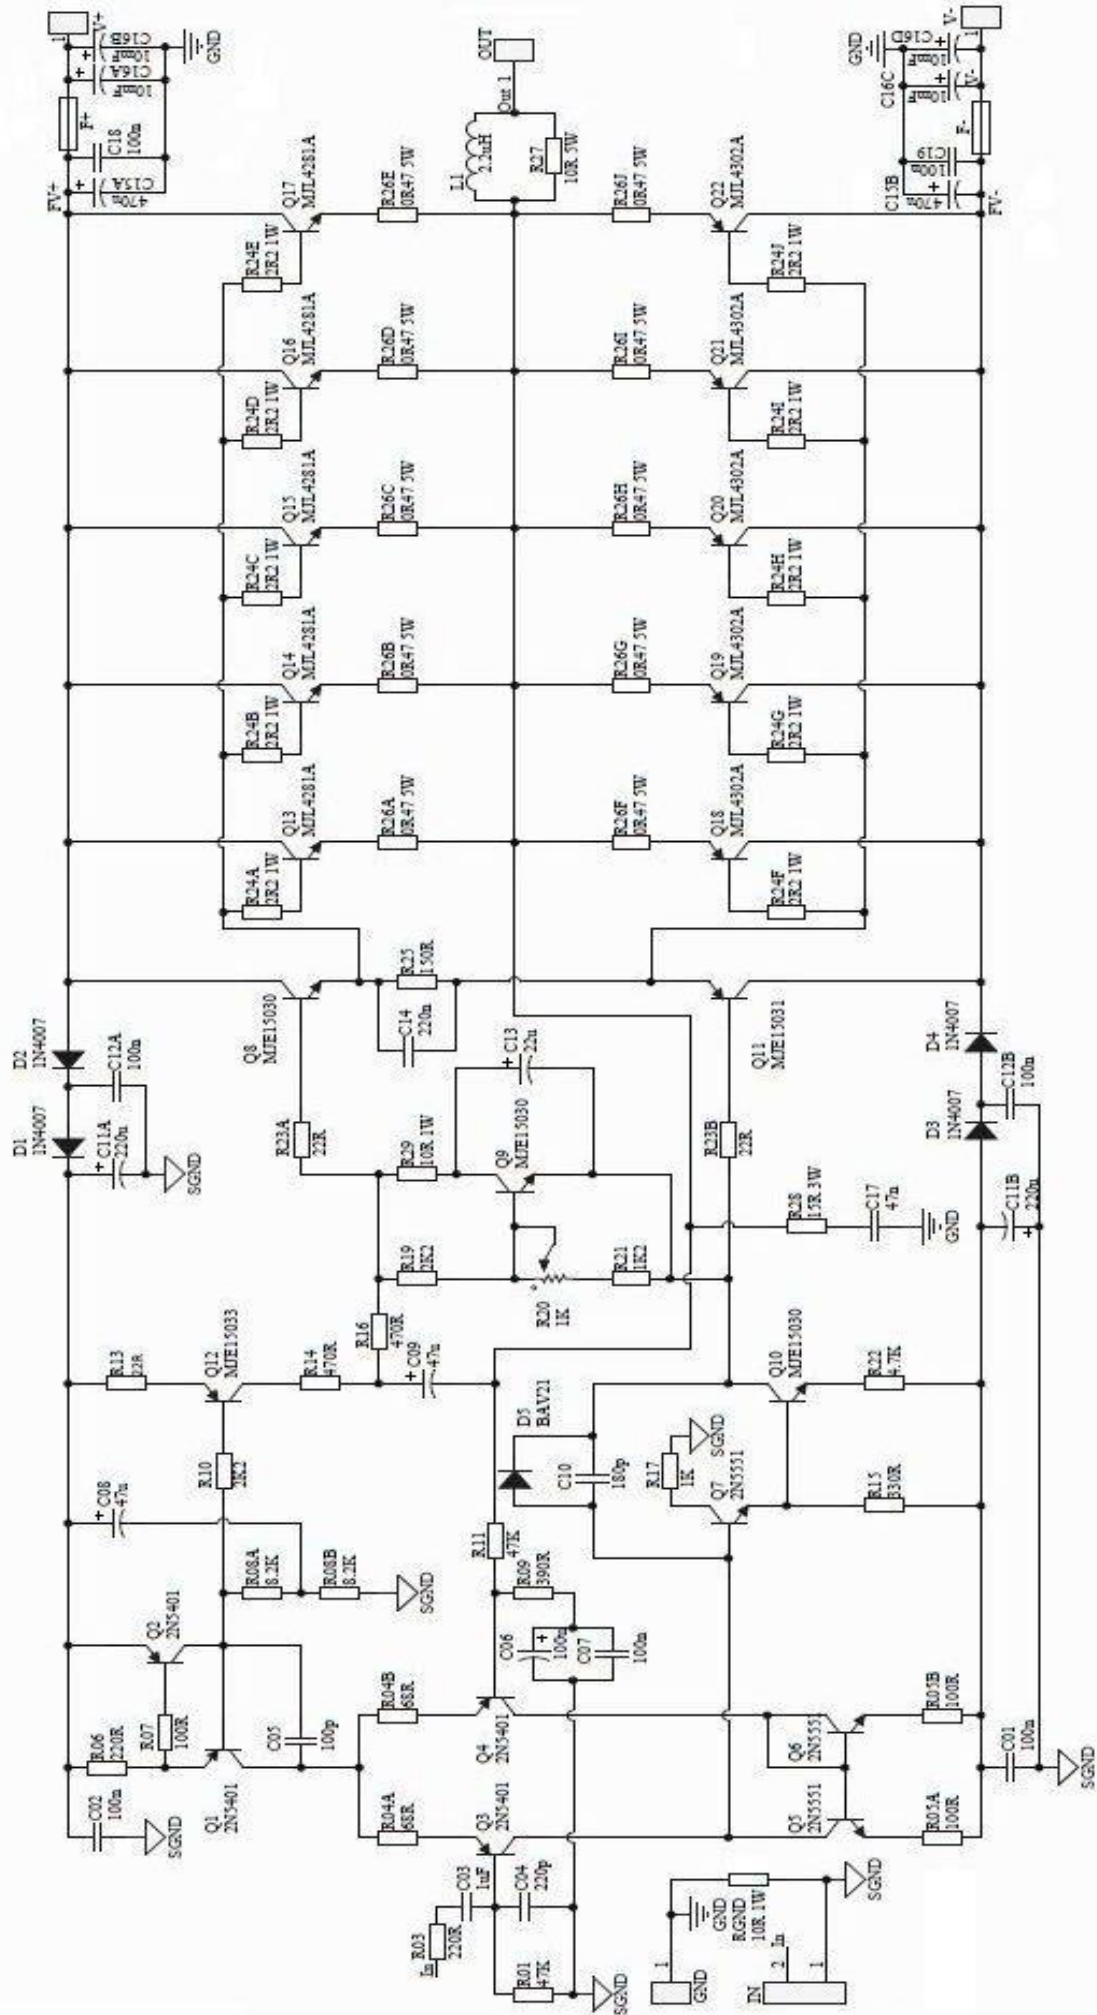 C02
100n
SGND
R06
220R
R07
100R
Q1
2N5401
Q2
2N5401
C05
100p
R08A
8.2K
R08B
8.2K
SGND
C08
47u
R10
2K2
R13
22R
Q12
MJE15033
R14
470R
R16
470R
C09
47u
D1
1N4007
D2
1N4007
C11A
220u
C12A
100n
SGND
R23A
22R
Q8
MJE15030
R19
2K2
R29
10R 1W
Q9
MJE15030
C13
22u
C14
220n
R25
150R
R20
1K
R21
1K2
R23B
22R
Q11
MJE15031
R24A
2R2 1W
Q13
MJL4281A
R26A
0R47 5W
R24B
2R2 1W
Q14
MJL4281A
R26B
0R47 5W
R24C
2R2 1W
Q15
MJL4281A
R26C
0R47 5W
R24D
2R2 1W
Q16
MJL4281A
R26D
0R47 5W
R24E
2R2 1W
Q17
MJL4281A
R26E
0R47 5W
FV+
C15A
470u
C18
100n
F+
C16A
10mF
C16B
10mF
V+
1
GND
L1
2.2uH
R27
10R 5W
Out 1
OUT
R26F
0R47 5W
Q18
MJL4302A
R24F
2R2 1W
R26G
0R47 5W
Q19
MJL4302A
R24G
2R2 1W
R26H
0R47 5W
Q20
MJL4302A
R24H
2R2 1W
R26I
0R47 5W
Q21
MJL4302A
R24I
2R2 1W
R26J
0R47 5W
Q22
MJL4302A
R24J
2R2 1W
FV-
C15B
470u
C19
100n
F-
C16C
10mF
V-
C16D
10mF
V-
1
GND
R04A
68R
R04B
68R
Q3
2N5401
Q4
2N5401
In
R03
220R
C03
1uF
C04
220p
R01
47K
SGND
C06
100u
C07
100n
R09
390R
R11
47K
D5
BAV21
C10
180p
R17
1K
SGND
Q7
2N5551
Q10
MJE15030
R15
330R
R22
4.7K
R28
15R 3W
C17
47n
GND
D3
1N4007
D4
1N4007
C11B
220u
C12B
100n
Q5
2N5551
Q6
2N5551
R05A
100R
R05B
100R
C01
100n
SGND
1
GND
GND
RGND
10R 1W
IN
2
In
1
SGND